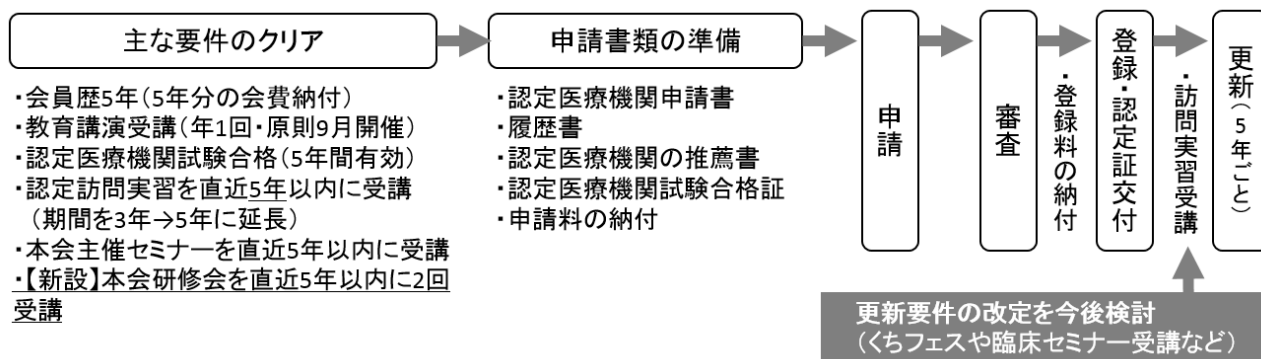 主な要件のクリア
・会員歴5年(5年分の会費納付)
・教育講演受講(年1回・原則9月開催)
・認定医療機関試験合格(5年間有効)
・認定訪問実習を直近5年以内に受講
(期間を3年→5年に延長)
・本会主催セミナーを直近5年以内に受講
・【新設】本会研修会を直近5年以内に2回
受講
申請書類の準備
・認定医療機関申請書
・履歴書
・認定医療機関の推薦書
・認定医療機関試験合格証
・申請料の納付
申請
審査
・登録料の納付
登録・認定証交付
・訪問実習受講
更新(5年ごと)
更新要件の改定を今後検討
(くちフェスや臨床セミナー受講など)